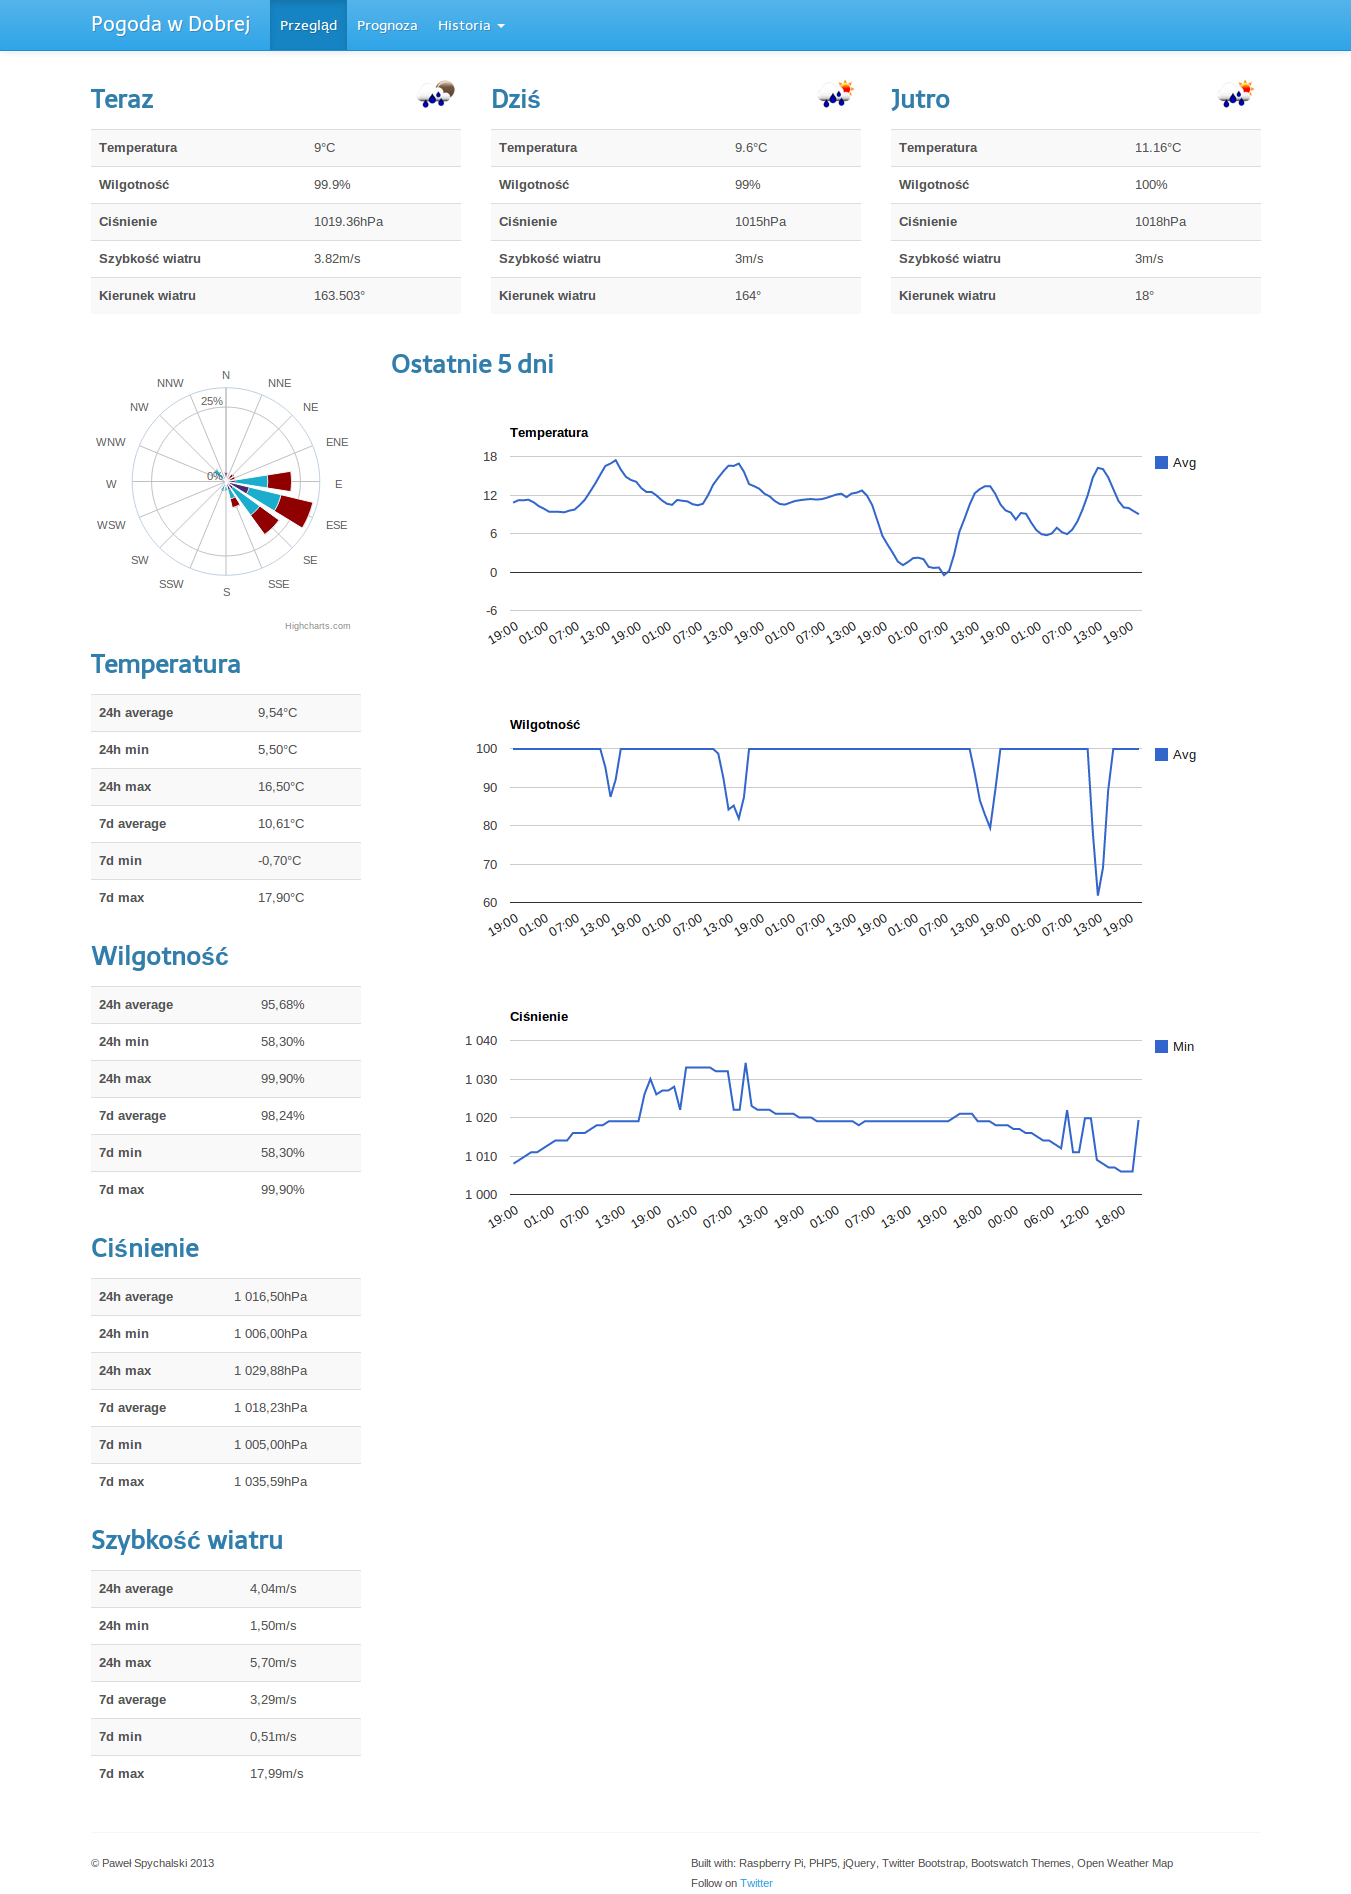 Pogoda w Dobrej Przegląd Prognoza Historia
Teraz
Temperatura 9°C
Wilgotność 99.9%
Ciśnienie 1019.36hPa
Szybkość wiatru 3.82m/s
Kierunek wiatru 163.503°
Dziś
Temperatura 9.6°C
Wilgotność 99%
Ciśnienie 1015hPa
Szybkość wiatru 3m/s
Kierunek wiatru 164°
Jutro
Temperatura 11.16°C
Wilgotność 100%
Ciśnienie 1018hPa
Szybkość wiatru 3m/s
Kierunek wiatru 18°
N
NNW NNE
25%
NW NE
WNW ENE
0%
W E
WSW ESE
SW SE
SSW SSE
S
Highcharts.com
Temperatura
24h average 9,54°C
24h min 5,50°C
24h max 16,50°C
7d average 10,61°C
7d min -0,70°C
7d max 17,90°C
Wilgotność
24h average 95,68%
24h min 58,30%
24h max 99,90%
7d average 98,24%
7d min 58,30%
7d max 99,90%
Ciśnienie
24h average 1 016,50hPa
24h min 1 006,00hPa
24h max 1 029,88hPa
7d average 1 018,23hPa
7d min 1 005,00hPa
7d max 1 035,59hPa
Szybkość wiatru
24h average 4,04m/s
24h min 1,50m/s
24h max 5,70m/s
7d average 3,29m/s
7d min 0,51m/s
7d max 17,99m/s
Ostatnie 5 dni
Temperatura
18 Avg
12
6
0
-6
19:00 01:00 07:00 13:00 19:00 01:00 07:00 13:00 19:00 01:00 07:00 13:00 19:00 01:00 07:00 13:00 19:00 01:00 07:00 13:00 19:00
Wilgotność
100 Avg
90
80
70
60
19:00 01:00 07:00 13:00 19:00 01:00 07:00 13:00 19:00 01:00 07:00 13:00 19:00 01:00 07:00 13:00 19:00 01:00 07:00 13:00 19:00
Ciśnienie
1 040 Min
1 030
1 020
1 010
1 000
19:00 01:00 07:00 13:00 19:00 01:00 07:00 13:00 19:00 01:00 07:00 13:00 19:00 18:00 00:00 06:00 12:00 18:00
© Paweł Spychalski 2013
Built with: Raspberry Pi, PHP5, jQuery, Twitter Bootstrap, Bootswatch Themes, Open Weather Map
Follow on Twitter